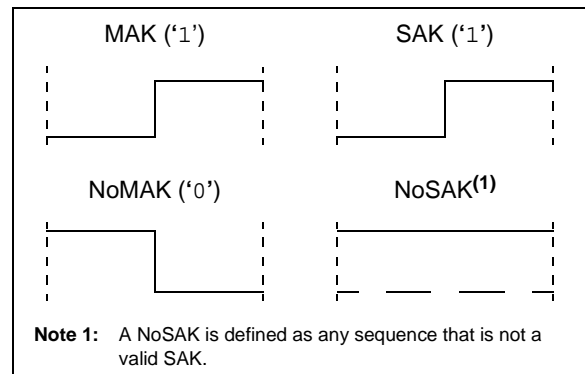 MAK (‘1’) SAK (‘1’)
NoMAK (‘0’) NoSAK(1)
Note 1: A NoSAK is defined as any sequence that is not a
valid SAK.